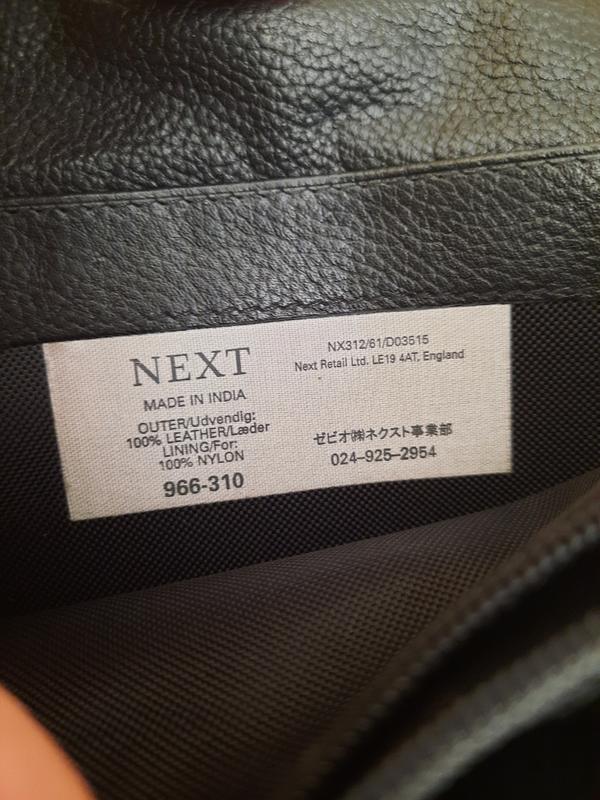 NEXT
MADE IN INDIA
OUTER/Udvendig:
100% LEATHER/Læder
LINING/For:
100% NYLON
966-310
NX312/61/D03515
Next Retail Ltd. LE19 4AT, England
ゼビオ㈱ネクスト事業部
024-925-2954